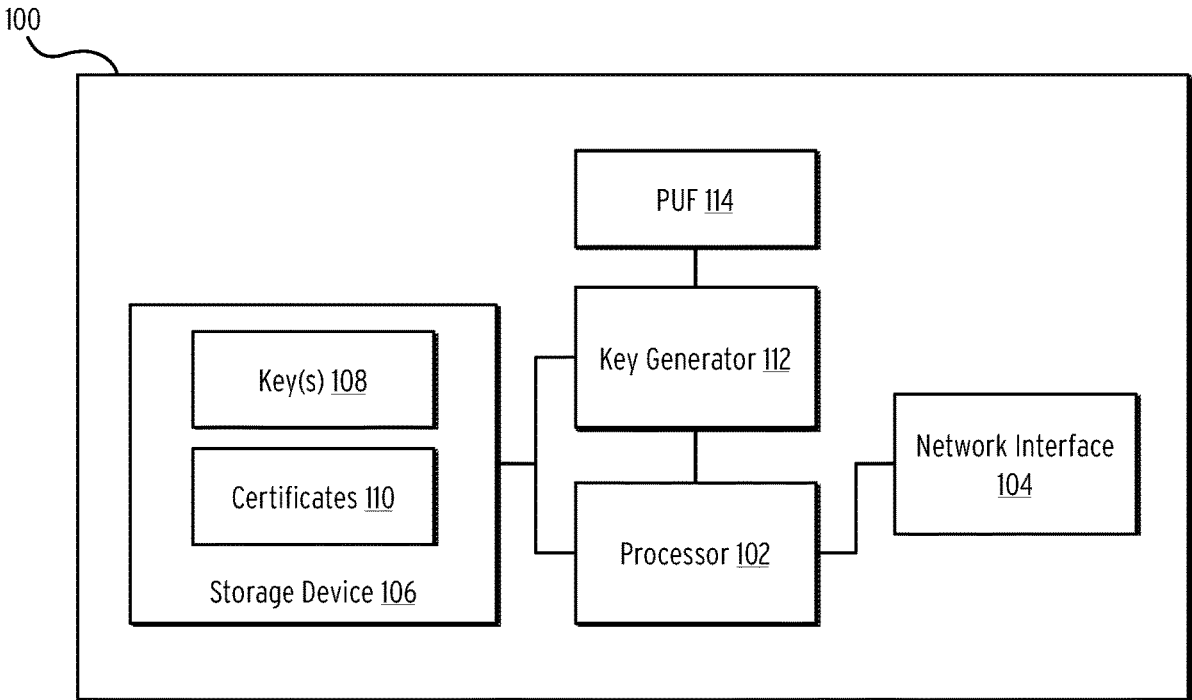 100
PUF 114
Key Generator 112
Key(s) 108
Certificates 110
Storage Device 106
Processor 102
Network Interface
104